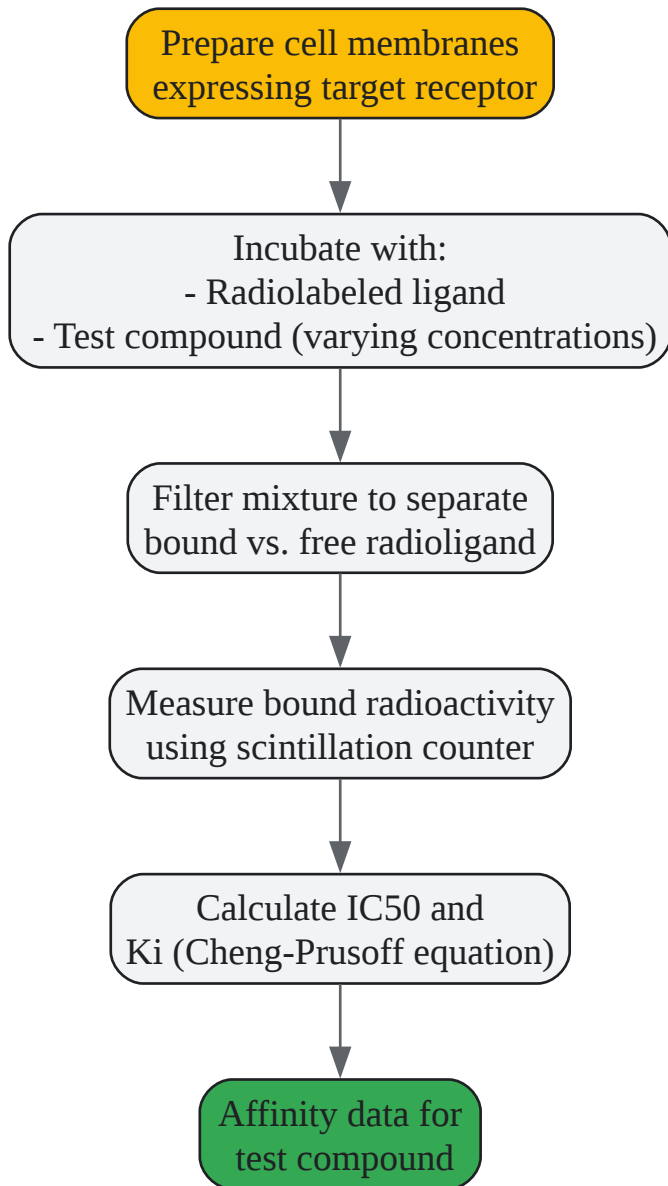 Prepare cell membranes
expressing target receptor
Incubate with:
- Radiolabeled ligand
- Test compound (varying concentrations)
Filter mixture to separate
bound vs. free radioligand
Measure bound radioactivity
using scintillation counter
Calculate IC50 and
Ki (Cheng-Prusoff equation)
Affinity data for
test compound